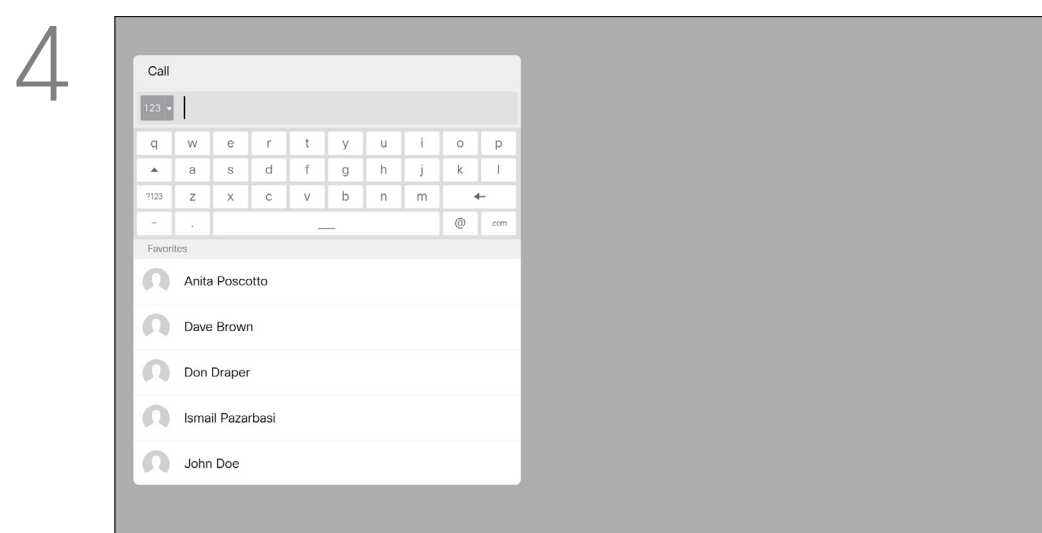 4
Call
123
q w e r t y u i o p
a s d f g h j k l
?123 z x c v b n m
- . @ .com
Favorites
Anita Poscotto
Dave Brown
Don Draper
Ismail Pazarbasi
John Doe